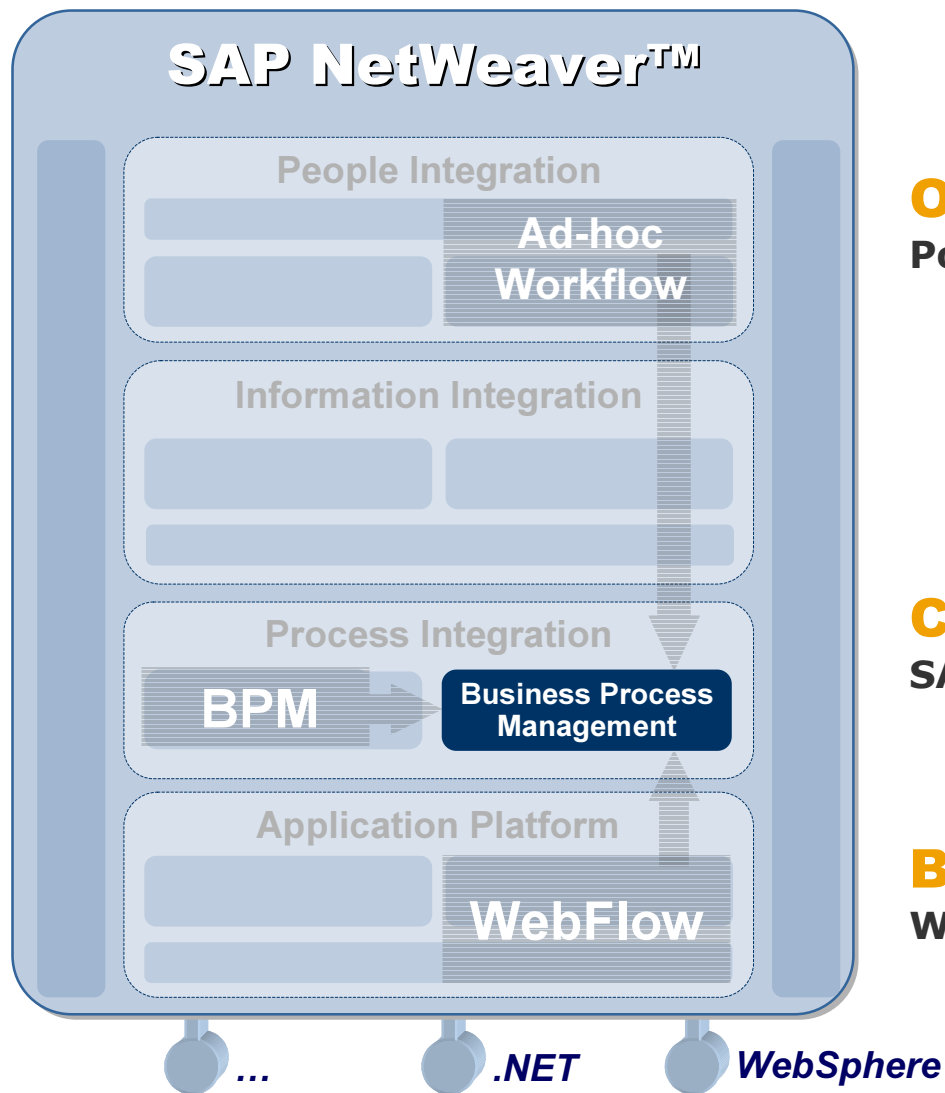 SAP NetWeaver™
People Integration
Ad-hoc
Workflow
Information Integration
Process Integration
BPM
Business Process
Management
Application Platform
WebFlow
...
.NET
WebSphere